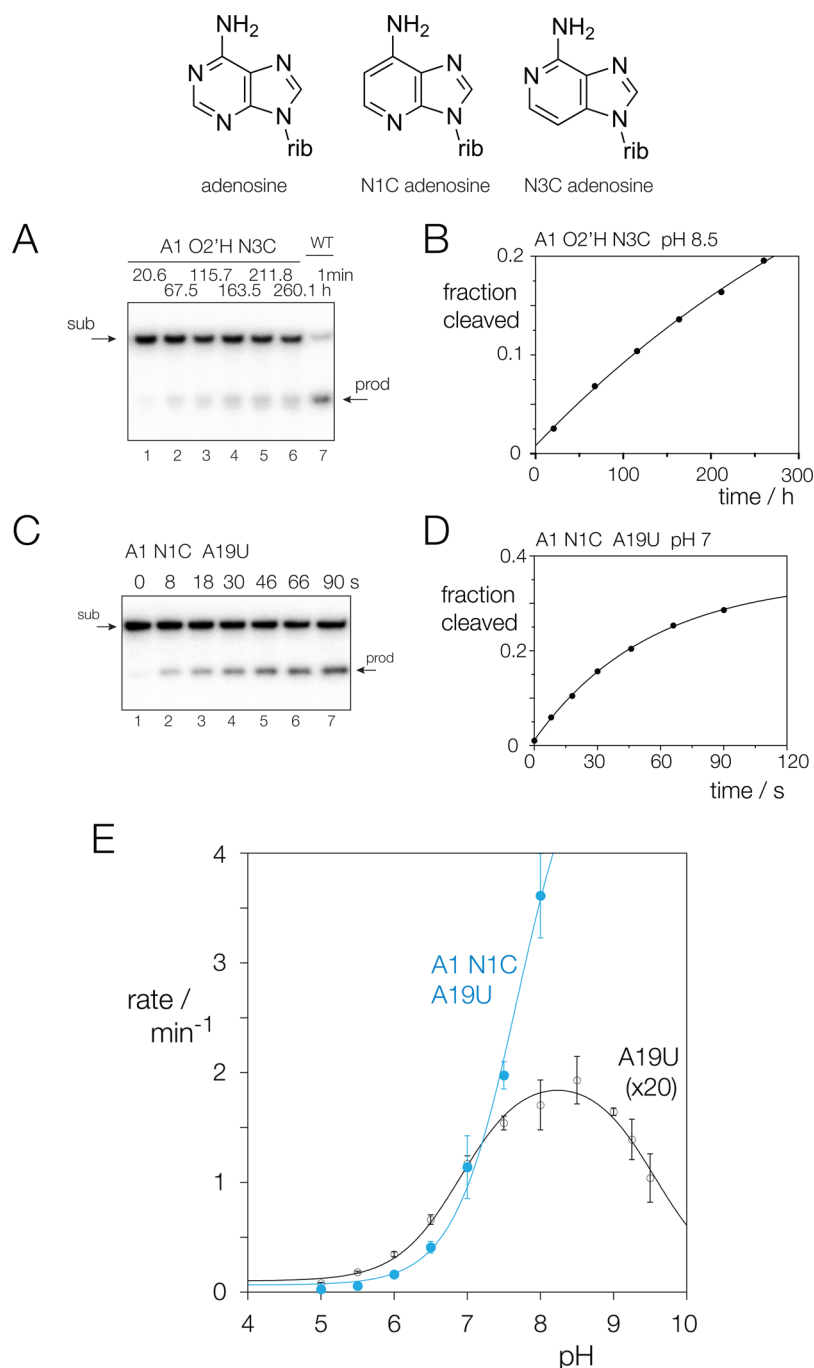 NH2 NH2 NH2
N N N N N
N N N N N
rib rib rib
adenosine N1C adenosine N3C adenosine
A
A1 O2'H N3C WT
20.6 115.7 211.8 1min
67.5 163.5 260.1 h
sub
prod
1 2 3 4 5 6 7
B
A1 O2'H N3C pH 8.5
fraction
cleaved
0.2
0.1
0
0 100 200 300
time / h
C
A1 N1C A19U
0 8 18 30 46 66 90 s
sub
prod
1 2 3 4 5 6 7
D
A1 N1C A19U pH 7
fraction
cleaved
0.4
0.2
0
0 30 60 90 120
time / s
E
rate /
min-1
4
3
2
1
0
A1 N1C
A19U
A19U
(x20)
4 5 6 7 8 9 10
pH